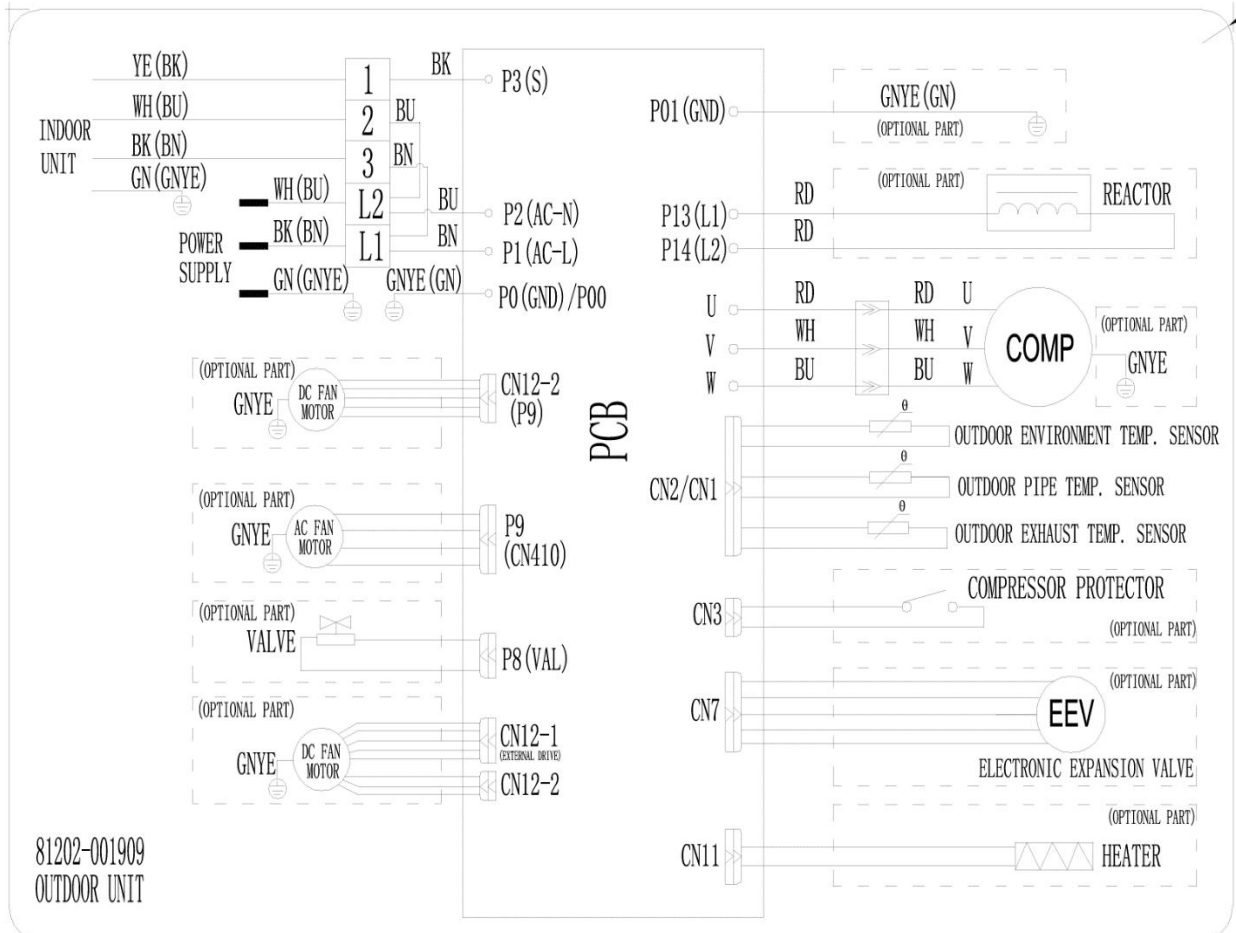 YE(BK)
WH(BU)
BK(BN)
GN(GNYE)
INDOOR
UNIT
WH(BU)
BK(BN)
GN(GNYE)
POWER
SUPPLY
1
2
3
L2
L1
BK
BU
BN
BU
BN
GNYE(GN)
P3(S)
P2(AC-N)
P1(AC-L)
P0(GND)/P00
(OPTIONAL PART)
GNYE
DC FAN
MOTOR
CN12-2
(P9)
(OPTIONAL PART)
GNYE
AC FAN
MOTOR
P9
(CN410)
(OPTIONAL PART)
VALVE
P8(VAL)
(OPTIONAL PART)
GNYE
DC FAN
MOTOR
CN12-1
(EXTERNAL DRIVE)
CN12-2
PCB
P01(GND)
GNYE(GN)
(OPTIONAL PART)
(OPTIONAL PART)
REACTOR
P13(L1)
RD
P14(L2)
RD
U
RD
RD
U
V
WH
WH
V
W
BU
BU
W
COMP
(OPTIONAL PART)
GNYE
CN2/CN1
θ
OUTDOOR ENVIRONMENT TEMP. SENSOR
θ
OUTDOOR PIPE TEMP. SENSOR
θ
OUTDOOR EXHAUST TEMP. SENSOR
CN3
COMPRESSOR PROTECTOR
(OPTIONAL PART)
CN7
(OPTIONAL PART)
EEV
ELECTRONIC EXPANSION VALVE
(OPTIONAL PART)
CN11
HEATER
81202-001909
OUTDOOR UNIT